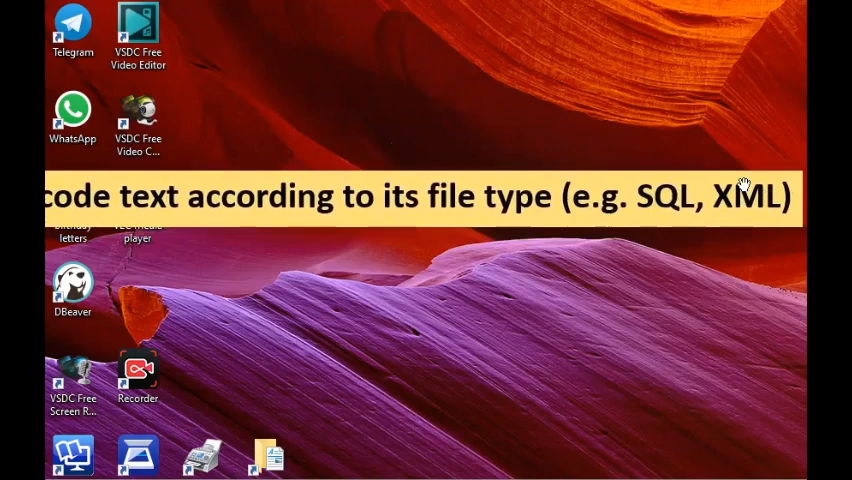 Telegram
VSDC Free
Video Editor
WhatsApp
VSDC Free
Video C...
code text according to its file type (e.g. SQL, XML)
letters
player
DBeaver
VSDC Free
Screen R...
Recorder